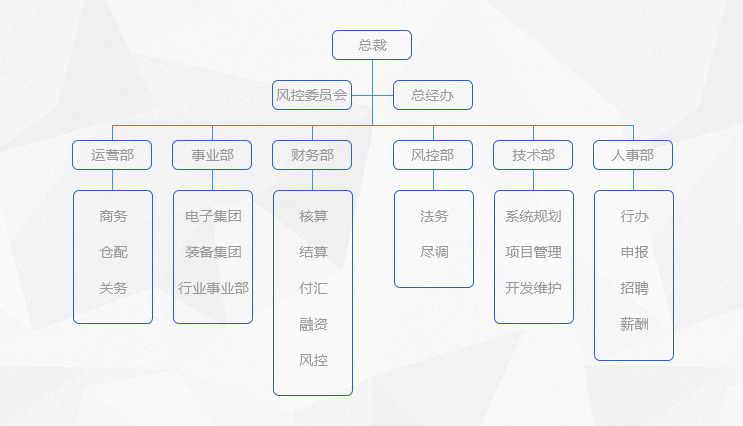 总裁
风控委员会
总经办
运营部
事业部
财务部
风控部
技术部
人事部
商务
仓配
关务
电子集团
装备集团
行业事业部
核算
结算
付汇
融资
风控
法务
尽调
系统规划
项目管理
开发维护
行办
申报
招聘
薪酬